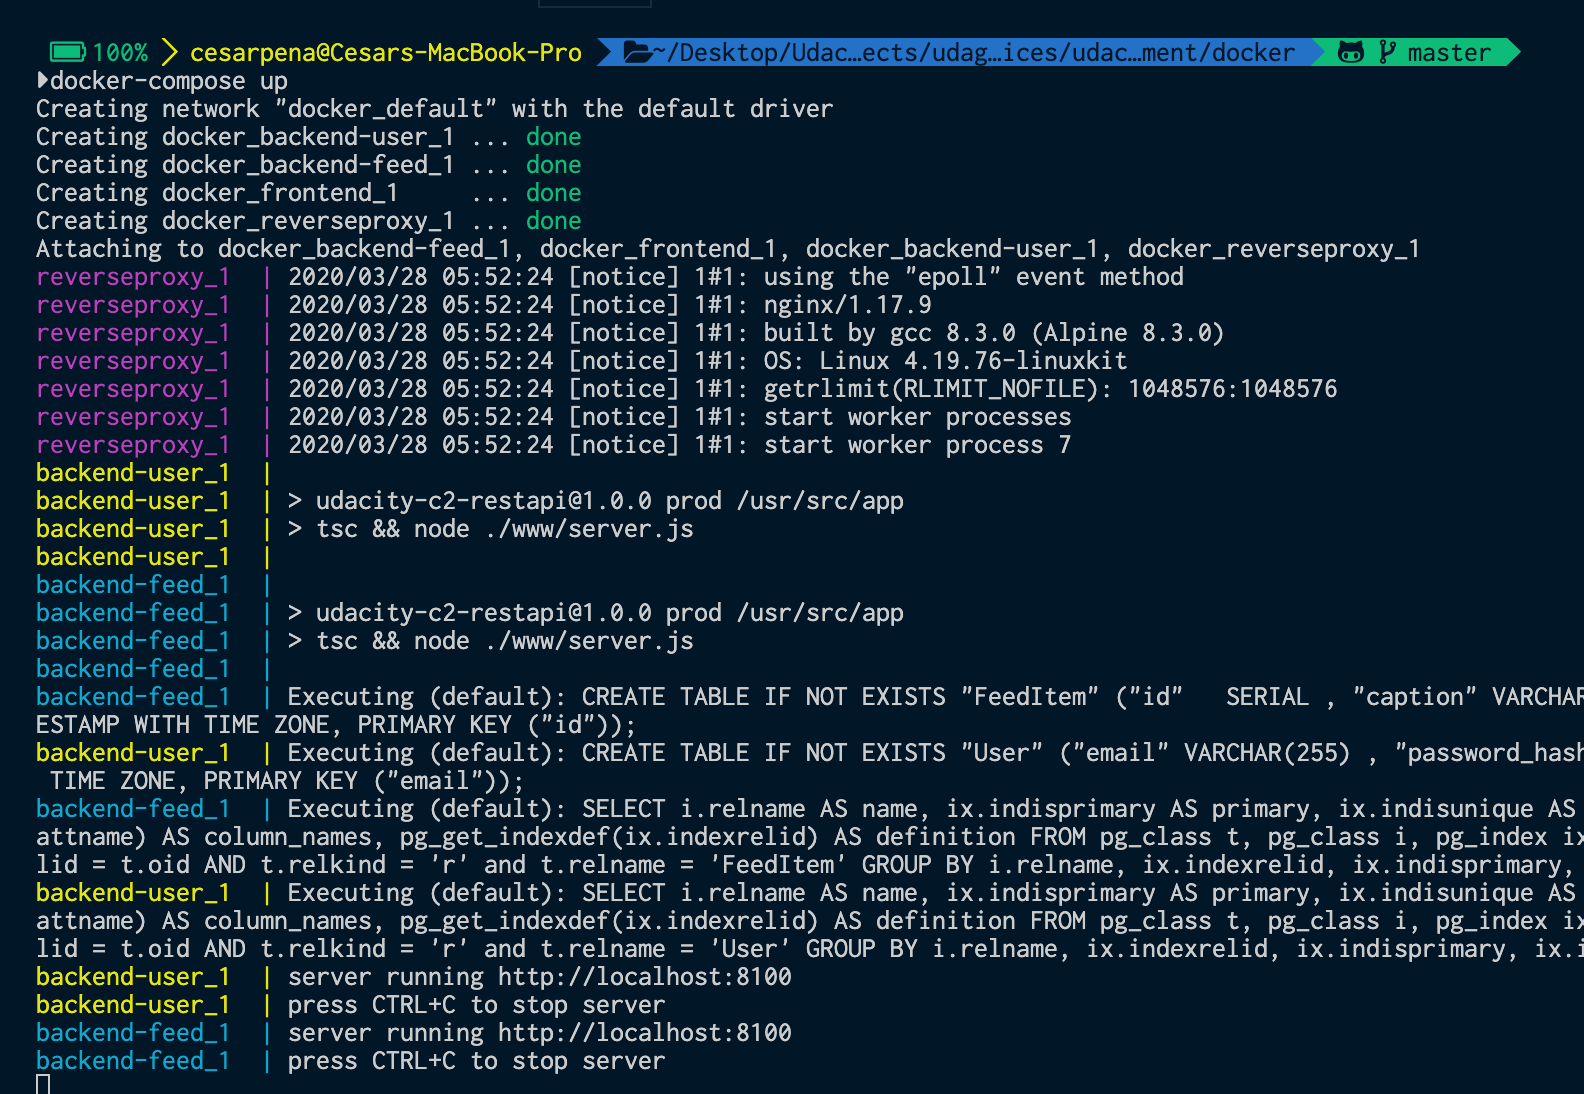 100% cesarpena@Cesars-MacBook-Pro ~/Desktop/Udac…ects/udag…ices/udac…ment/docker master
docker-compose up
Creating network "docker_default" with the default driver
Creating docker_backend-user_1 ... done
Creating docker_backend-feed_1 ... done
Creating docker_frontend_1     ... done
Creating docker_reverseproxy_1 ... done
Attaching to docker_backend-feed_1, docker_frontend_1, docker_backend-user_1, docker_reverseproxy_1
reverseproxy_1  | 2020/03/28 05:52:24 [notice] 1#1: using the "epoll" event method
reverseproxy_1  | 2020/03/28 05:52:24 [notice] 1#1: nginx/1.17.9
reverseproxy_1  | 2020/03/28 05:52:24 [notice] 1#1: built by gcc 8.3.0 (Alpine 8.3.0)
reverseproxy_1  | 2020/03/28 05:52:24 [notice] 1#1: OS: Linux 4.19.76-linuxkit
reverseproxy_1  | 2020/03/28 05:52:24 [notice] 1#1: getrlimit(RLIMIT_NOFILE): 1048576:1048576
reverseproxy_1  | 2020/03/28 05:52:24 [notice] 1#1: start worker processes
reverseproxy_1  | 2020/03/28 05:52:24 [notice] 1#1: start worker process 7
backend-user_1  |
backend-user_1  | > udacity-c2-restapi@1.0.0 prod /usr/src/app
backend-user_1  | > tsc && node ./www/server.js
backend-user_1  |
backend-feed_1  |
backend-feed_1  | > udacity-c2-restapi@1.0.0 prod /usr/src/app
backend-feed_1  | > tsc && node ./www/server.js
backend-feed_1  |
backend-feed_1  | Executing (default): CREATE TABLE IF NOT EXISTS "FeedItem" ("id"   SERIAL , "caption" VARCHAR
ESTAMP WITH TIME ZONE, PRIMARY KEY ("id"));
backend-user_1  | Executing (default): CREATE TABLE IF NOT EXISTS "User" ("email" VARCHAR(255) , "password_hash
 TIME ZONE, PRIMARY KEY ("email"));
backend-feed_1  | Executing (default): SELECT i.relname AS name, ix.indisprimary AS primary, ix.indisunique AS
attname) AS column_names, pg_get_indexdef(ix.indexrelid) AS definition FROM pg_class t, pg_class i, pg_index ix
lid = t.oid AND t.relkind = 'r' and t.relname = 'FeedItem' GROUP BY i.relname, ix.indexrelid, ix.indisprimary,
backend-user_1  | Executing (default): SELECT i.relname AS name, ix.indisprimary AS primary, ix.indisunique AS
attname) AS column_names, pg_get_indexdef(ix.indexrelid) AS definition FROM pg_class t, pg_class i, pg_index ix
lid = t.oid AND t.relkind = 'r' and t.relname = 'User' GROUP BY i.relname, ix.indexrelid, ix.indisprimary, ix.i
backend-user_1  | server running http://localhost:8100
backend-user_1  | press CTRL+C to stop server
backend-feed_1  | server running http://localhost:8100
backend-feed_1  | press CTRL+C to stop server